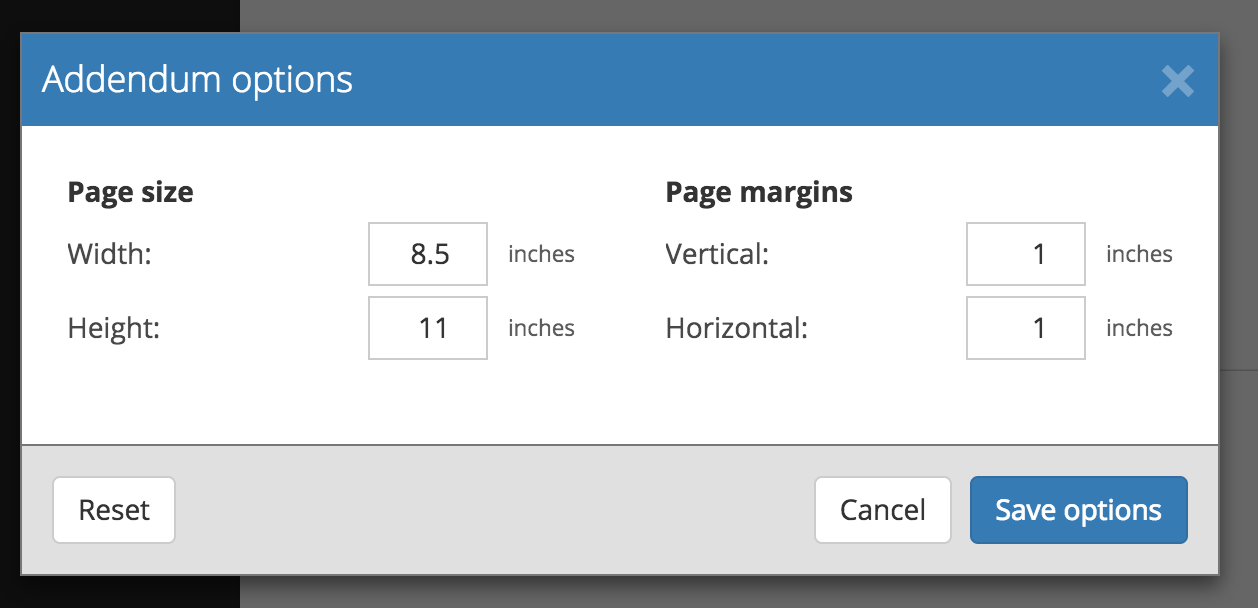 Addendum options
Page size
Width: 8.5 inches
Height: 11 inches
Page margins
Vertical: 1 inches
Horizontal: 1 inches
Reset Cancel Save options